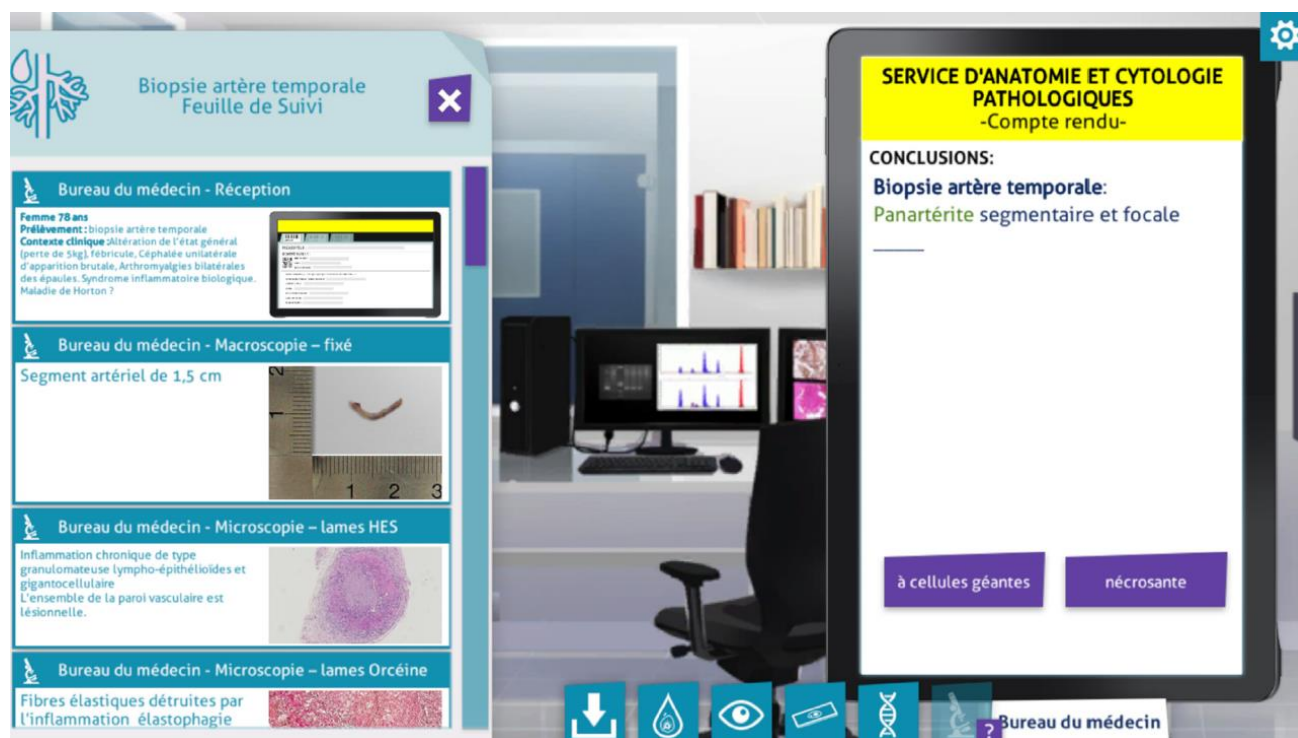 Biopsie artère temporale
Feuille de Suivi
Bureau du médecin - Réception
Femme 78 ans
Prélèvement : biopsie artère temporale
Contexte clinique :Altération de l'état général
(perte de 5kg), fébricule, Céphalée unilatérale
d'apparition brutale, Arthromyalgies bilatérales
des épaules. Syndrome inflammatoire biologique.
Maladie de Horton ?
Bureau du médecin - Macroscopie – fixé
Segment artériel de 1,5 cm
2
1
1 2 3
Bureau du médecin - Microscopie – lames HES
Inflammation chronique de type
granulomateuse lympho-épithélioïdes et
gigantocellulaire
L'ensemble de la paroi vasculaire est
lésionnelle.
Bureau du médecin - Microscopie – lames Orcéine
Fibres élastiques détruites par
l'inflammation élastophagie
SERVICE D'ANATOMIE ET CYTOLOGIE
PATHOLOGIQUES
-Compte rendu-
CONCLUSIONS:
Biopsie artère temporale:
Panartérite segmentaire et focale
à cellules géantes
nécrosante
?
Bureau du médecin